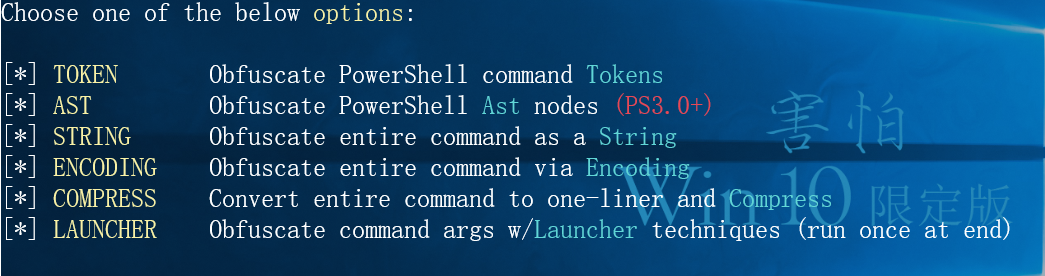 Choose one of the below options:
[*] TOKEN Obfuscate PowerShell command Tokens
[*] AST Obfuscate PowerShell Ast nodes (PS3.0+)
[*] STRING Obfuscate entire command as a String
[*] ENCODING Obfuscate entire command via Encoding
[*] COMPRESS Convert entire command to one-liner and Compress
[*] LAUNCHER Obfuscate command args w/Launcher techniques (run once at end)
害怕
Win 10 限定版